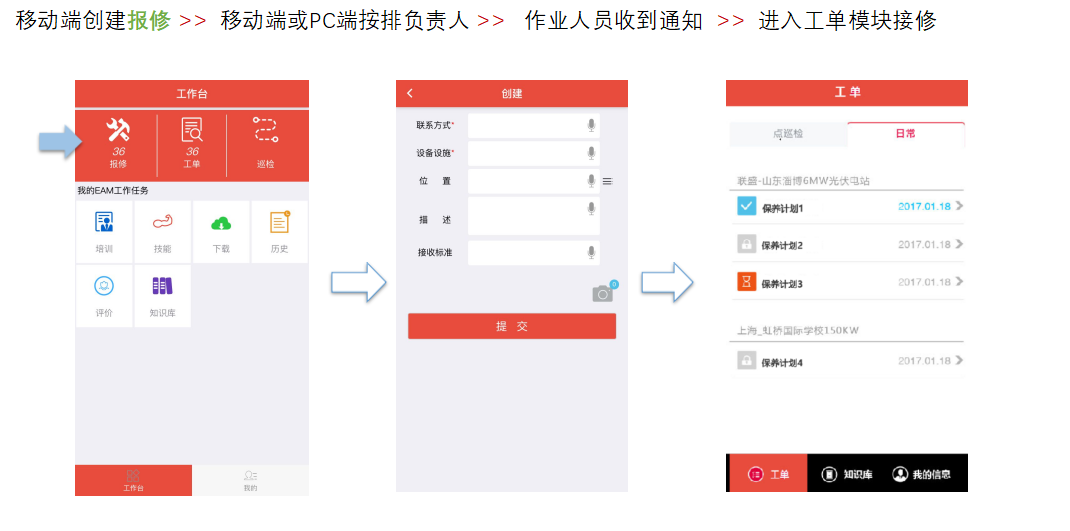 移动端创建报修 >> 移动端或PC端按排负责人 >> 作业人员收到通知 >> 进入工单模块接修
工作台
36 36
报修 工单 巡检
我的EAM工作任务
培训 技能 下载 历史
评价 知识库
工作台 我的
创建
联系方式*
设备设施*
位 置
描 述
接收标准
0
提 交
工单
点巡检 日常
联盛-山东淄博6MW光伏电站
保养计划1 2017.01.18
保养计划2 2017.01.18
保养计划3 2017.01.18
上海_虹桥国际学校150KW
保养计划4 2017.01.18
工单 知识库 我的信息